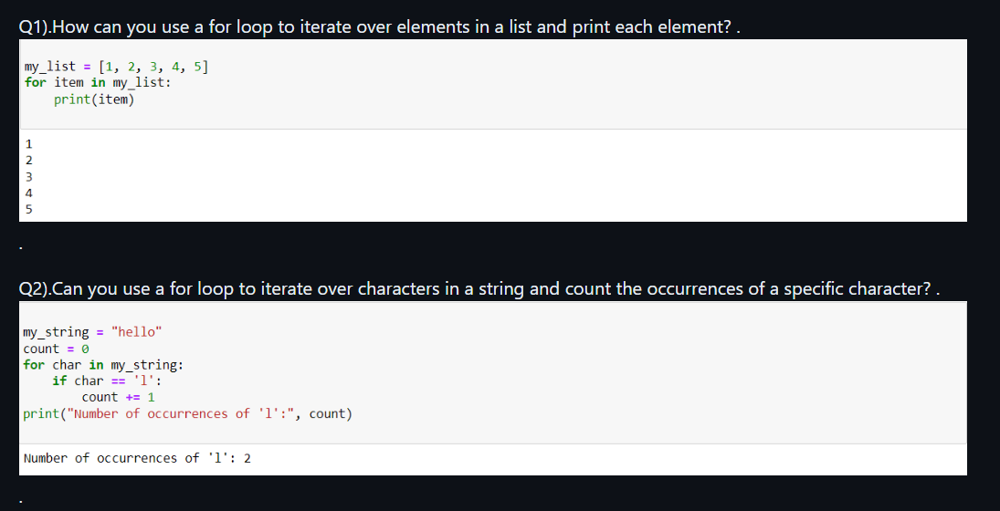 Q1).How can you use a for loop to iterate over elements in a list and print each element? .
my_list = [1, 2, 3, 4, 5]
for item in my_list:
    print(item)
1
2
3
4
5
.
Q2).Can you use a for loop to iterate over characters in a string and count the occurrences of a specific character? .
my_string = "hello"
count = 0
for char in my_string:
    if char == 'l':
        count += 1
print("Number of occurrences of 'l':", count)
Number of occurrences of 'l': 2
.